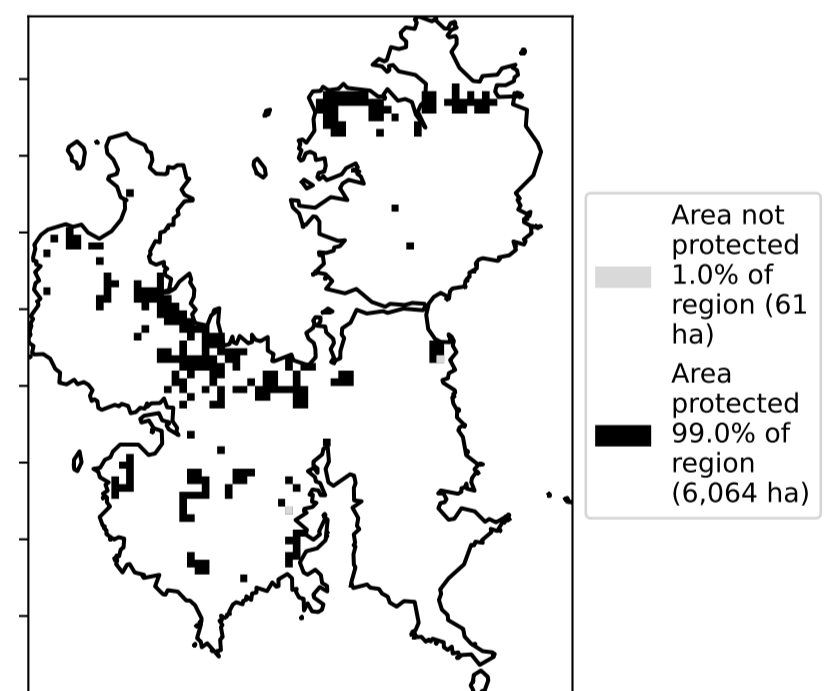 Area not
protected
1.0% of
region (61
ha)
Area
protected
99.0% of
region
(6,064 ha)